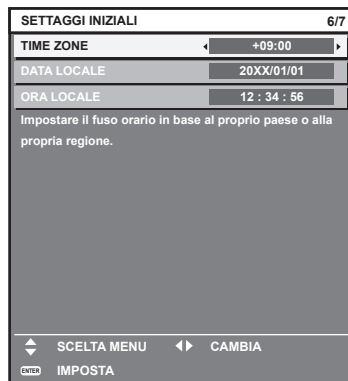 SETTAGGI INIZIALI 6/7
TIME ZONE +09:00
DATA LOCALE 20XX/01/01
ORA LOCALE 12 : 34 : 56
Impostare il fuso orario in base al proprio paese o alla
propria regione.
SCELTA MENU CAMBIA
ENTER IMPOSTA